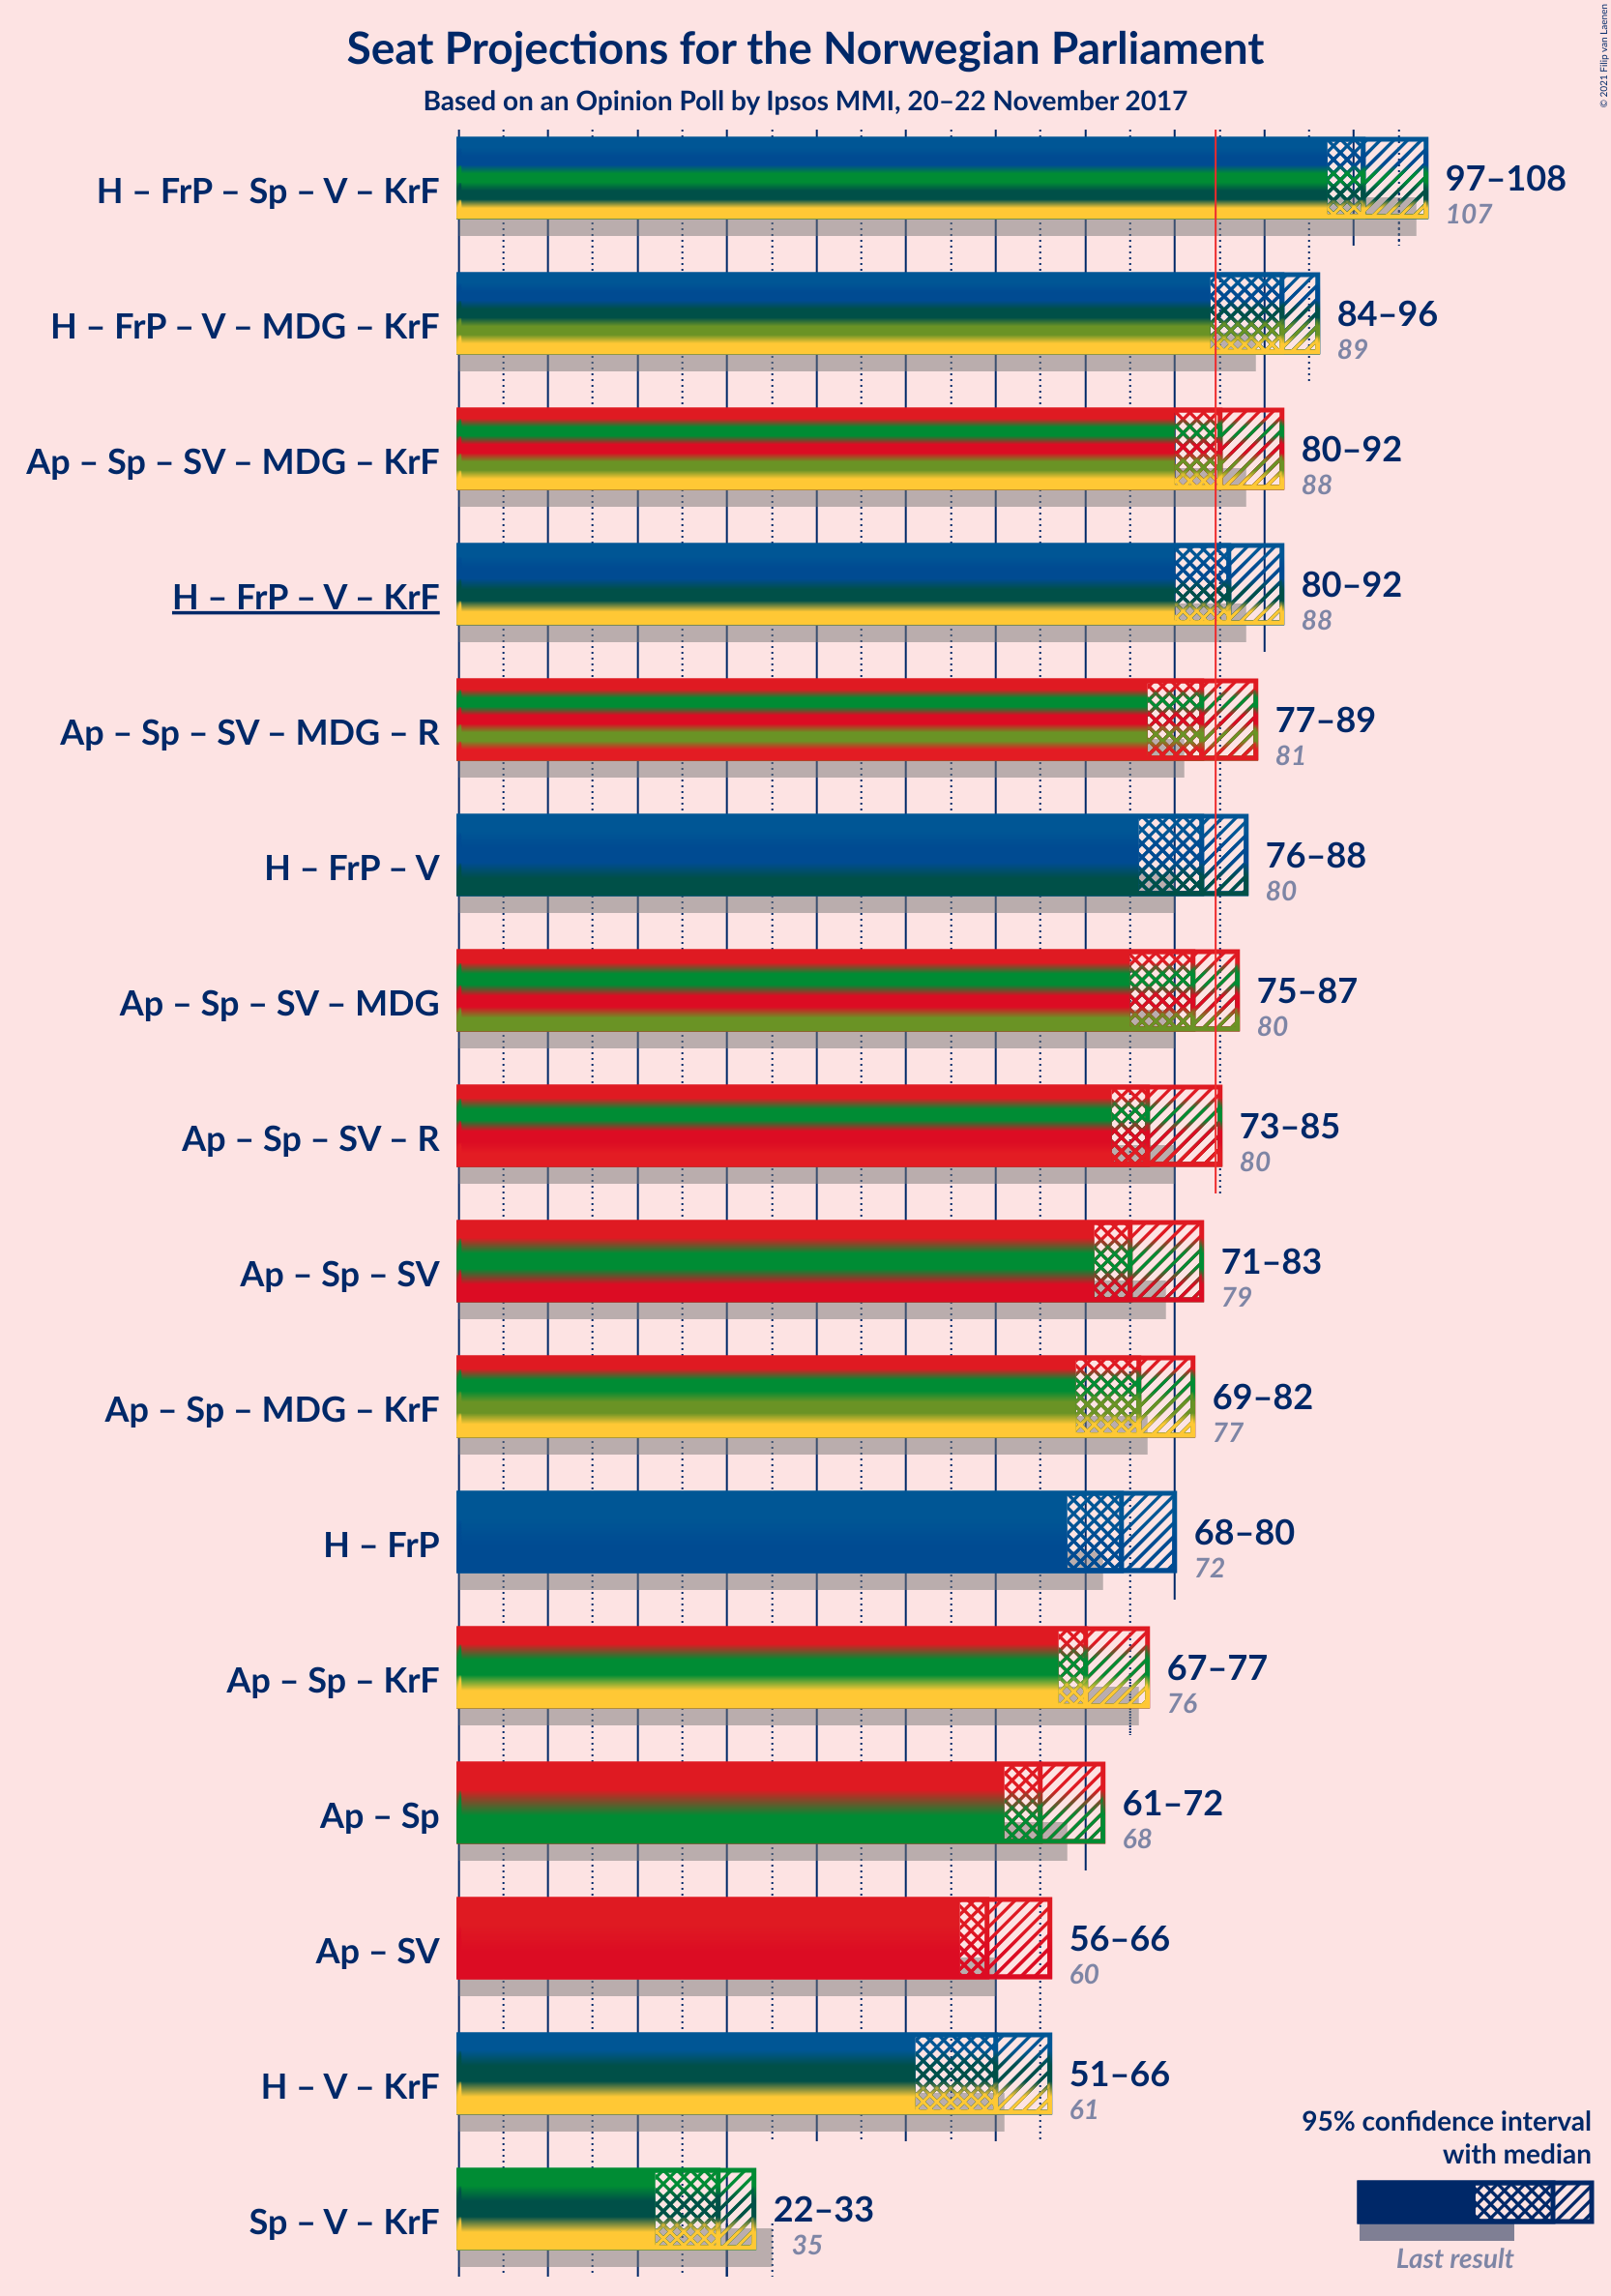 © 2021 Filip van Laenen
Seat Projections for the Norwegian Parliament
Based on an Opinion Poll by Ipsos MMI, 20–22 November 2017
H – FrP – Sp – V – KrF
97–108
107
H – FrP – V – MDG – KrF
84–96
89
Ap – Sp – SV – MDG – KrF
80–92
88
H – FrP – V – KrF
80–92
88
Ap – Sp – SV – MDG – R
77–89
81
H – FrP – V
76–88
80
Ap – Sp – SV – MDG
75–87
80
Ap – Sp – SV – R
73–85
80
Ap – Sp – SV
71–83
79
Ap – Sp – MDG – KrF
69–82
77
H – FrP
68–80
72
Ap – Sp – KrF
67–77
76
Ap – Sp
61–72
68
Ap – SV
56–66
60
H – V – KrF
51–66
61
Sp – V – KrF
22–33
35
95% confidence interval
with median
Last result